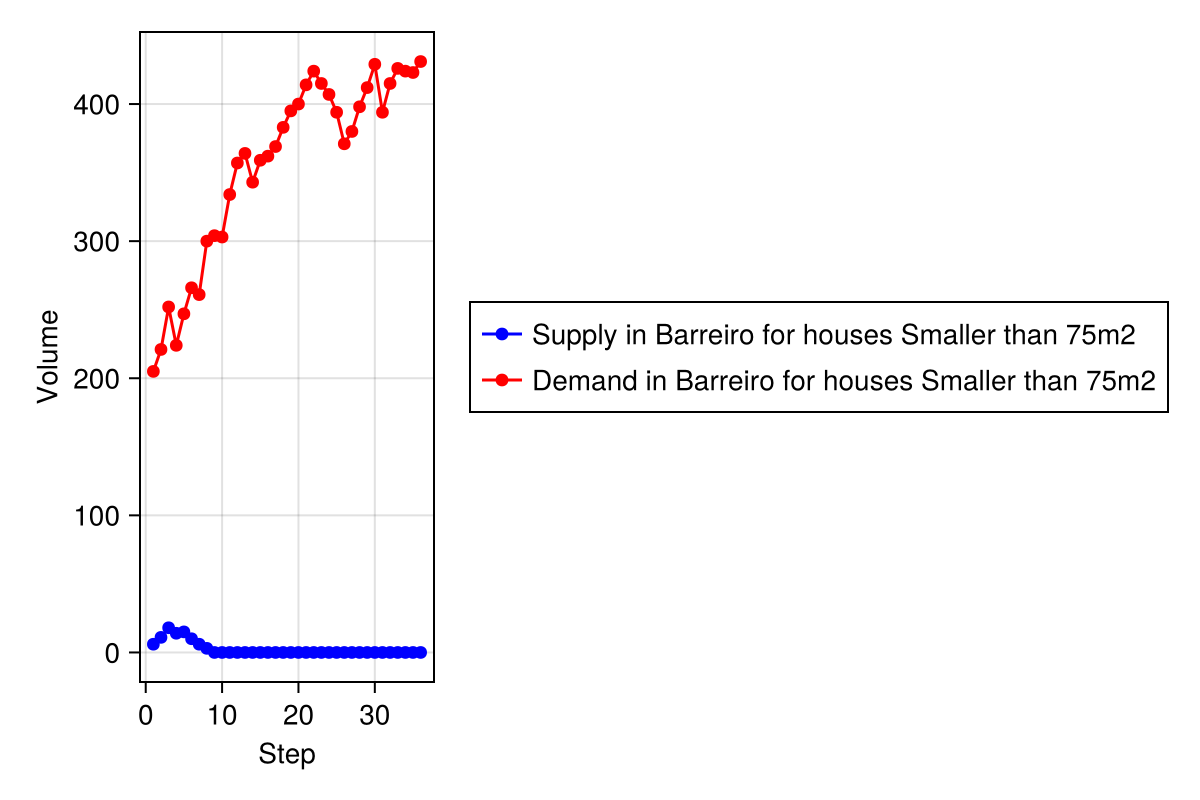 400
300
200
100
0
Volume
0 10 20 30
Step
Supply in Barreiro for houses Smaller than 75m2
Demand in Barreiro for houses Smaller than 75m2